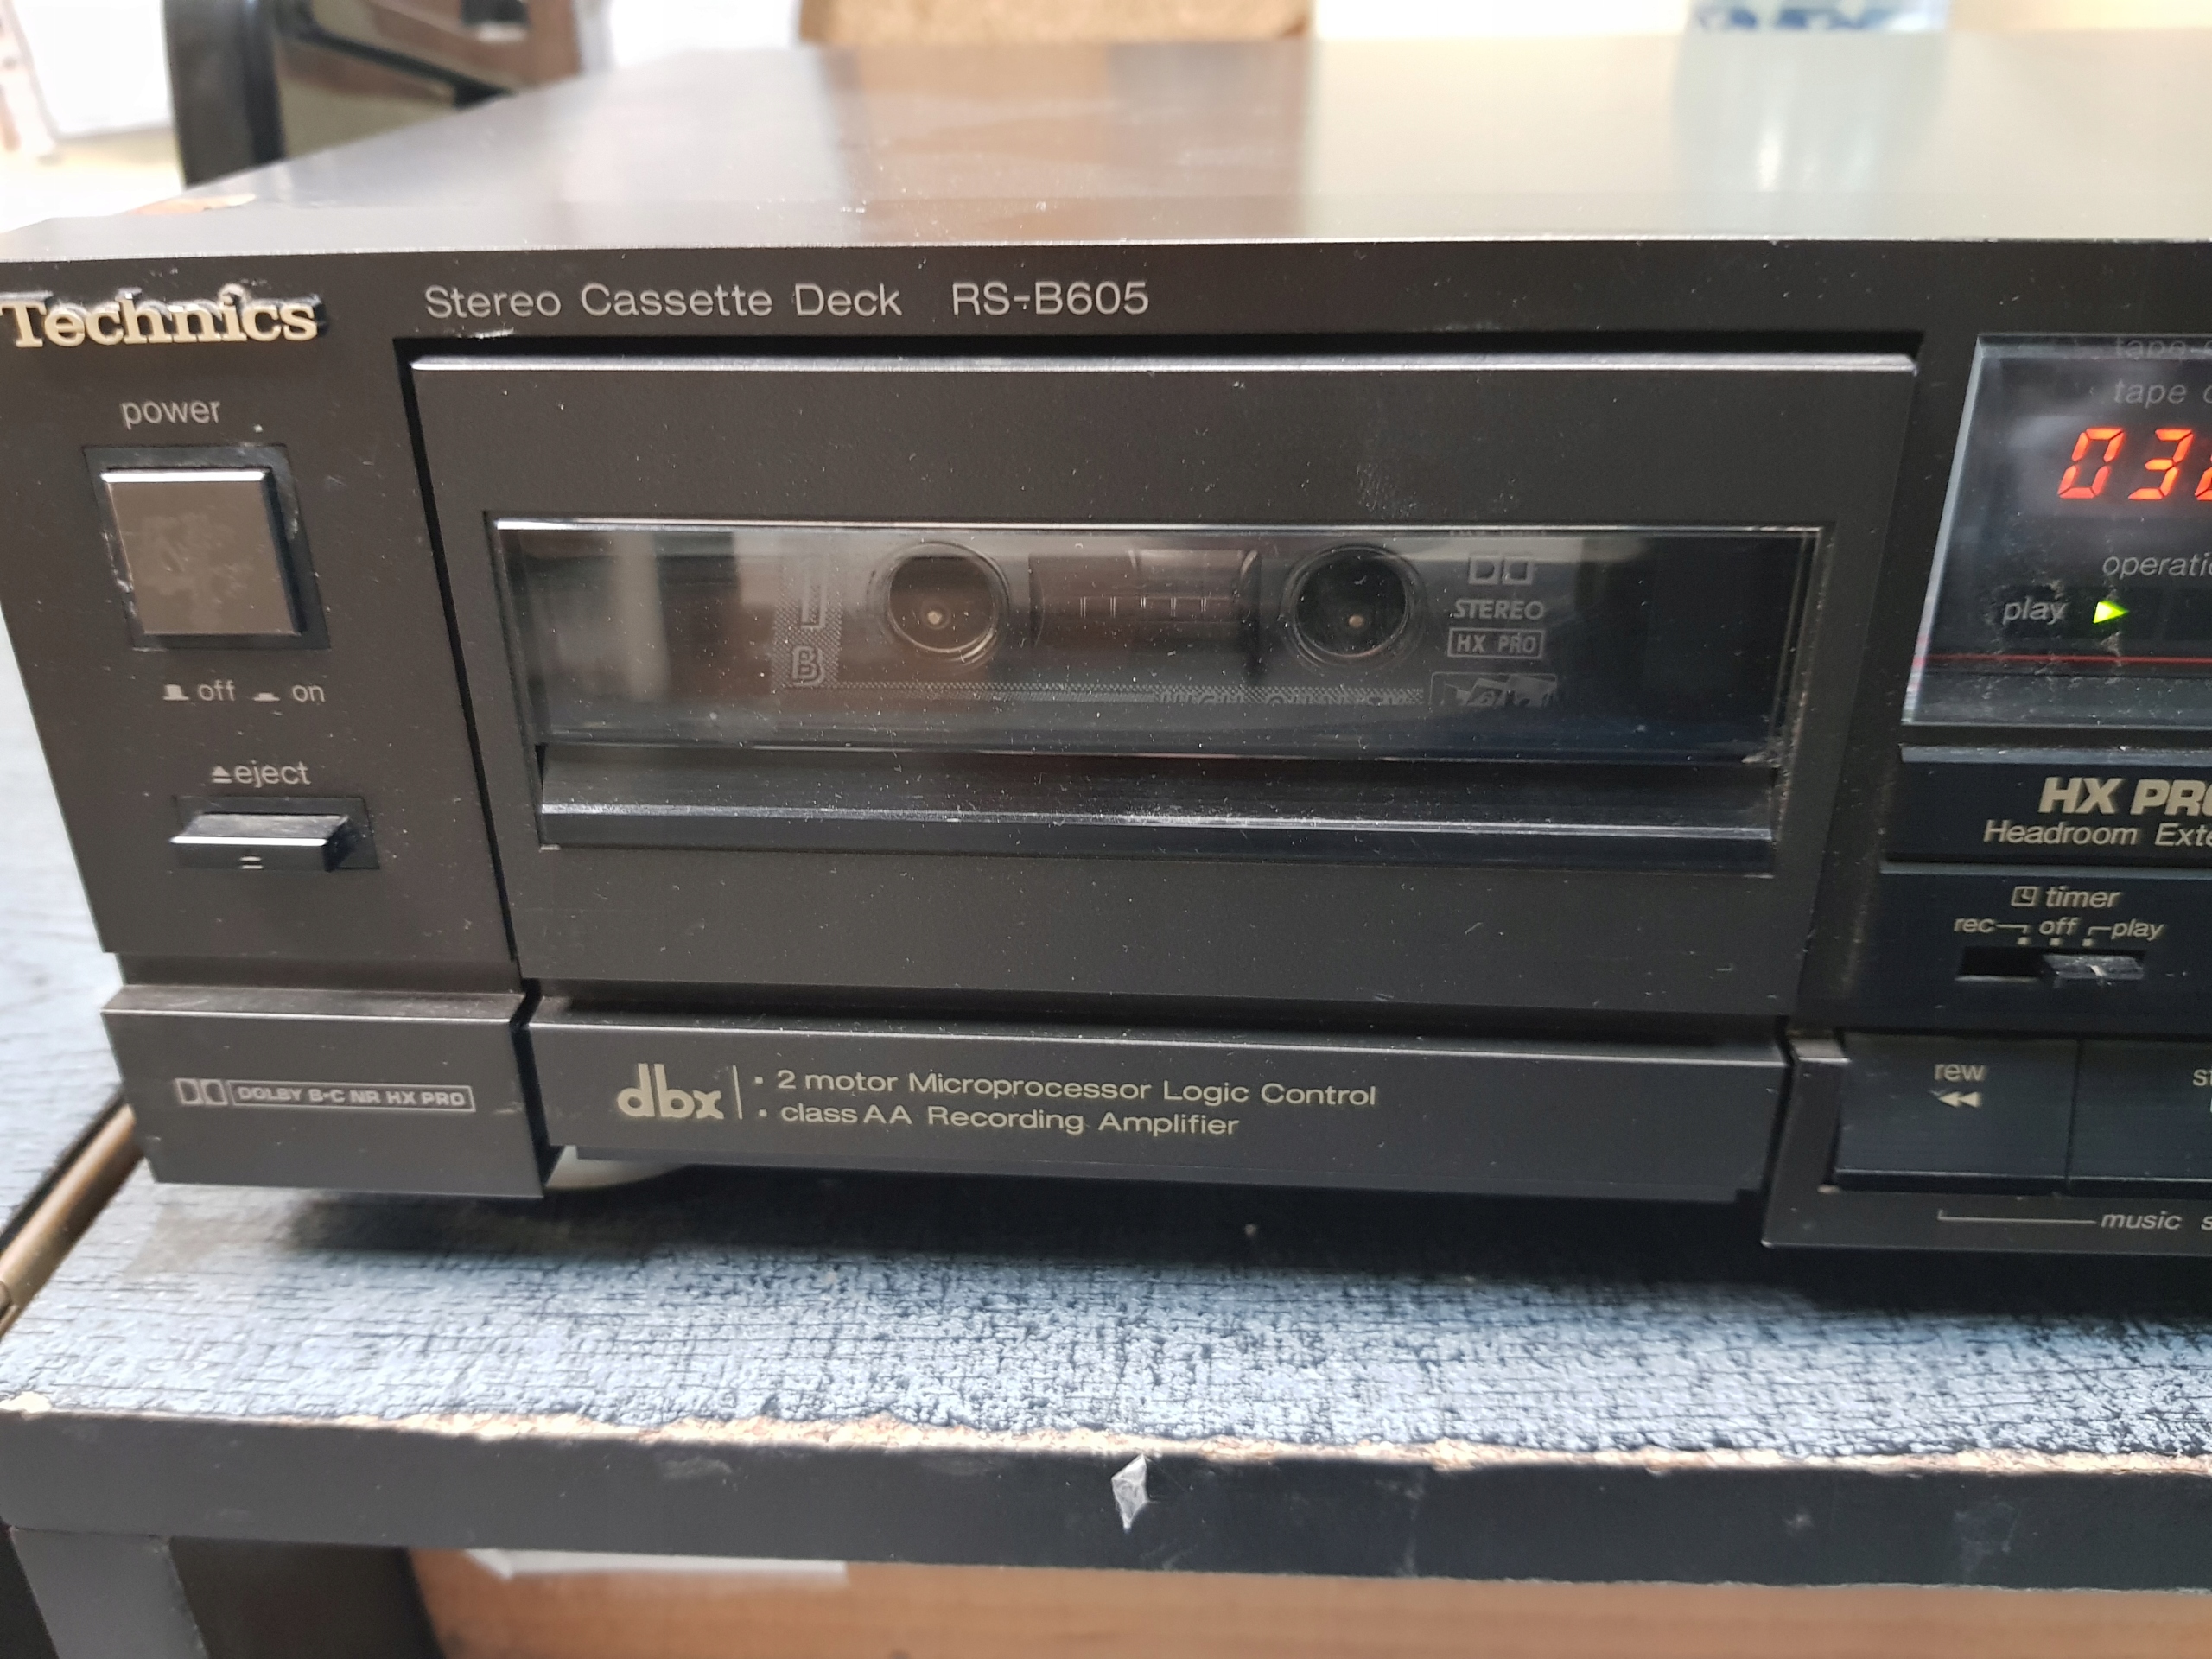 Technics
Stereo Cassette Deck RS-B605
power
off on
eject
B
STEREO
HX PRO
tape
play
HX PRO
Headroom
timer
rec off play
rew
music
DOLBY B·C NR HX PRO
dbx
· 2 motor Microprocessor Logic Control
· class AA Recording Amplifier